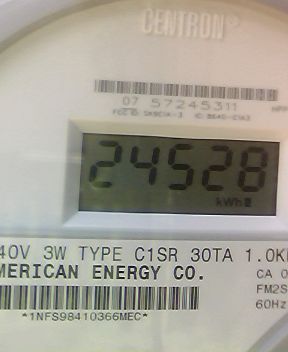 CENTRON®
07 57245311
24528
kWh
40V 3W TYPE C1SR 30TA 1.0K
MERICAN ENERGY CO.
CA 0
FM2S
60Hz
*1NFS98410366MEC*